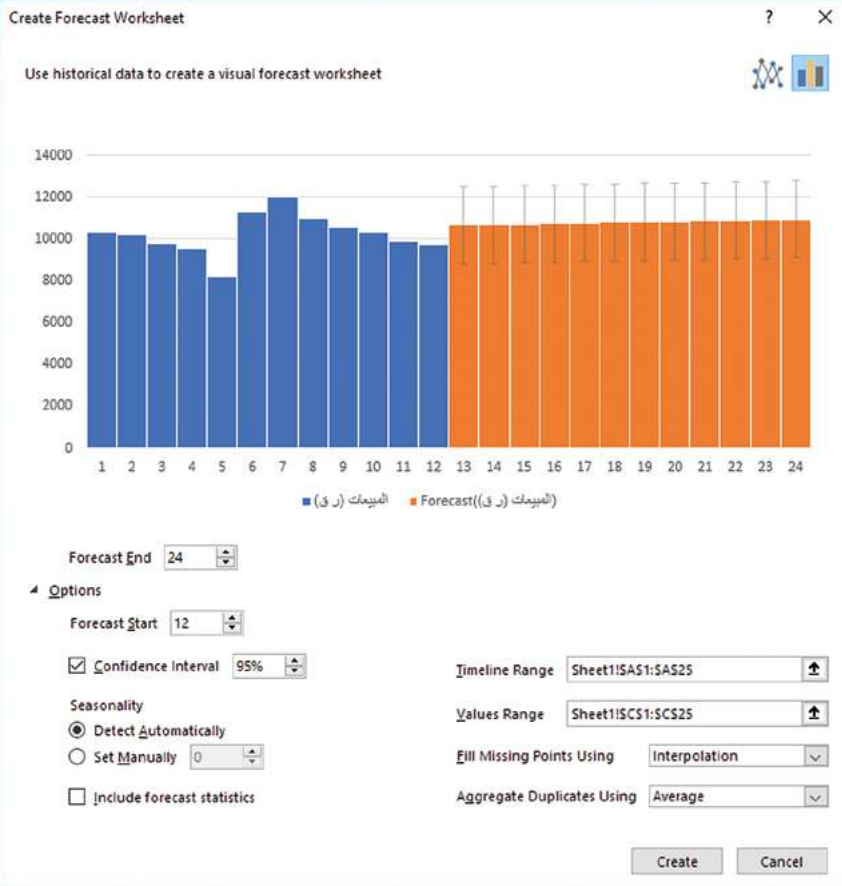 Create Forecast Worksheet ? ×
Use historical data to create a visual forecast worksheet
14000
12000
10000
8000
6000
4000
2000
0
1 2 3 4 5 6 7 8 9 10 11 12 13 14 15 16 17 18 19 20 21 22 23 24
المبيعات (ر ق) Forecast((المبيعات (ر ق)
Forecast End 24
Options
Forecast Start 12
Confidence Interval 95%
Timeline Range Sheet1!$A$1:$A$25
Seasonality
Values Range Sheet1!$C$1:$C$25
Detect Automatically
Set Manually 0
Fill Missing Points Using Interpolation
Include forecast statistics
Aggregate Duplicates Using Average
Create Cancel